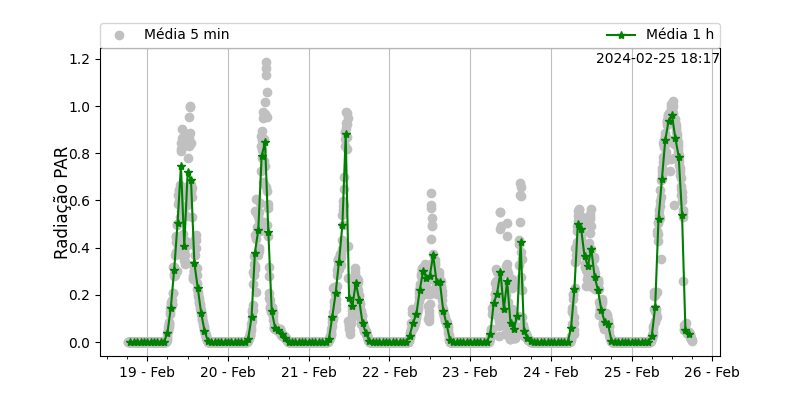 Média 5 min
Média 1 h
2024-02-25 18:17
Radiação PAR
1.2
1.0
0.8
0.6
0.4
0.2
0.0
19 - Feb
20 - Feb
21 - Feb
22 - Feb
23 - Feb
24 - Feb
25 - Feb
26 - Feb